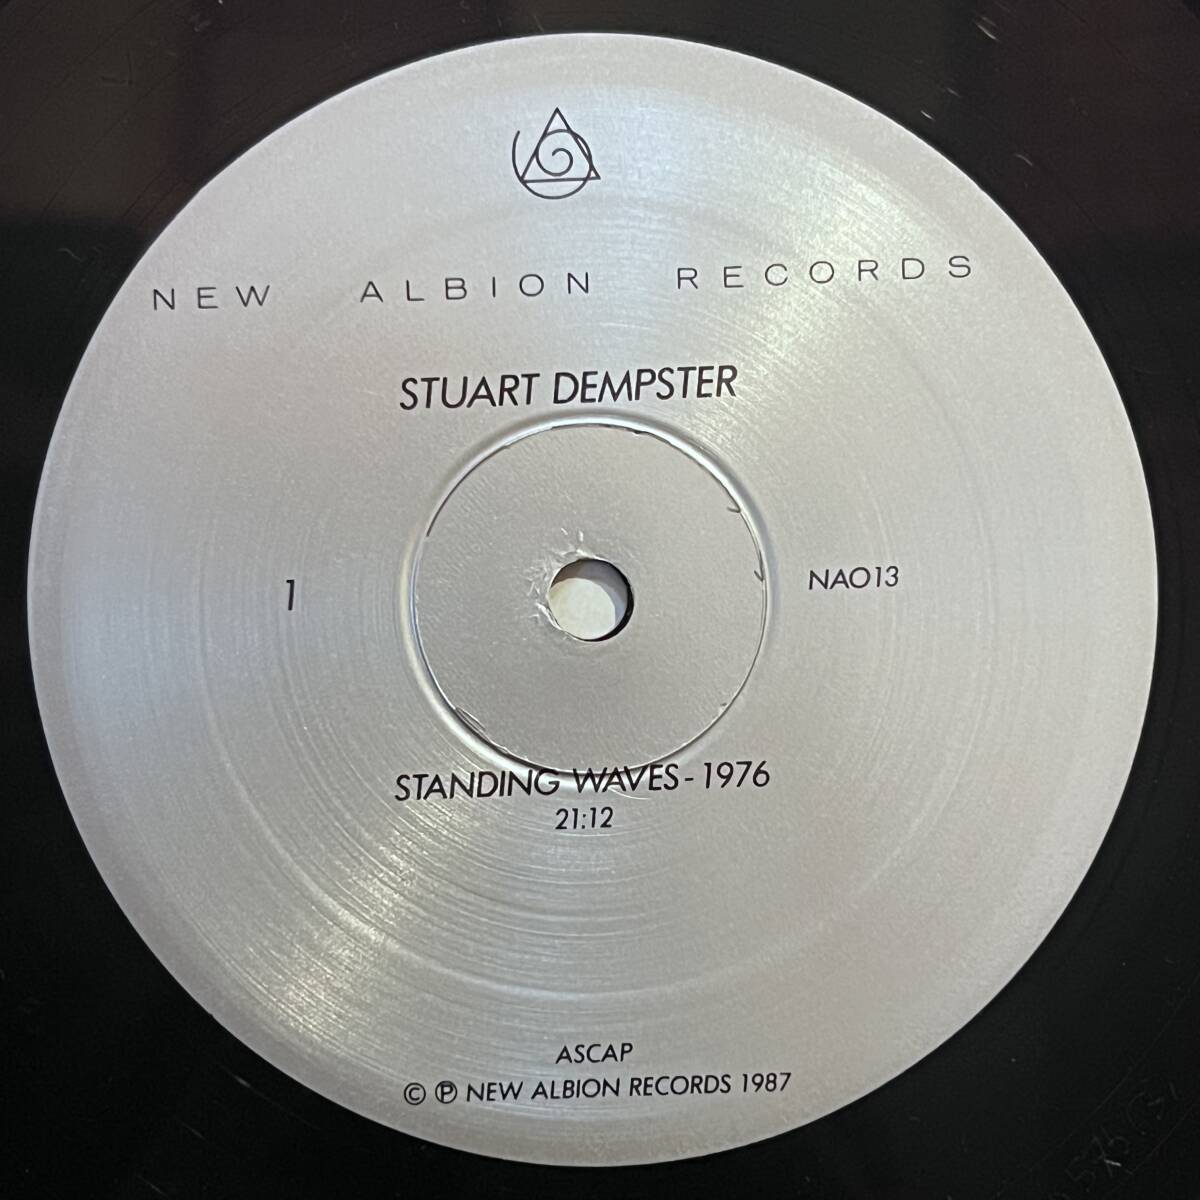 NEW ALBION RECORDS
STUART DEMPSTER
1
NA013
STANDING WAVES - 1976
21:12
ASCAP
© ℗ NEW ALBION RECORDS 1987